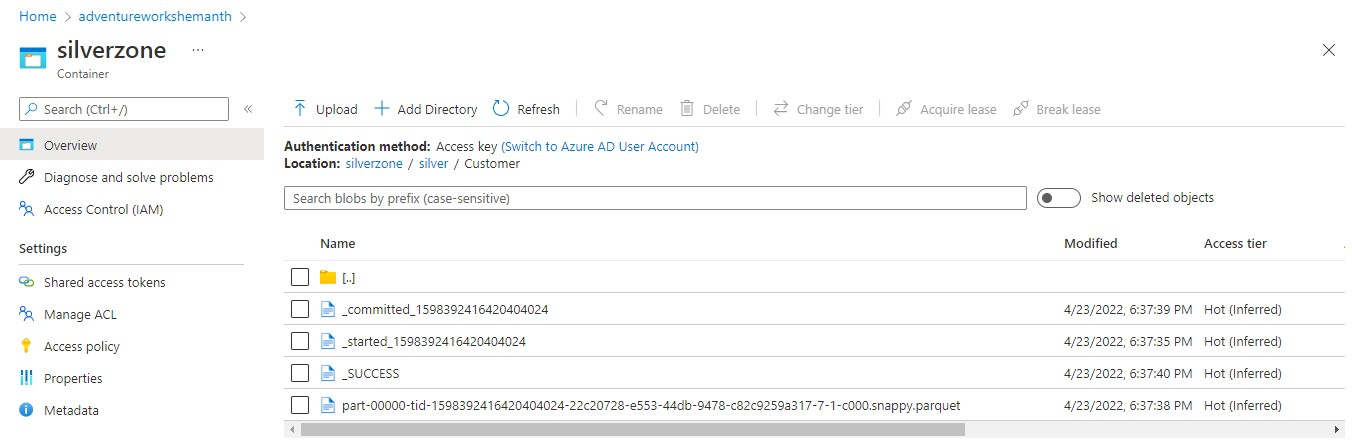 Home > adventureworkshemanth >
silverzone ...
Container
Search (Ctrl+/) «
Overview
Diagnose and solve problems
Access Control (IAM)
Settings
Shared access tokens
Manage ACL
Access policy
Properties
Metadata
Upload Add Directory Refresh Rename Delete Change tier Acquire lease Break lease
Authentication method: Access key (Switch to Azure AD User Account)
Location: silverzone / silver / Customer
Search blobs by prefix (case-sensitive) Show deleted objects
Name Modified Access tier
[..]
_committed_1598392416420404024 4/23/2022, 6:37:39 PM Hot (Inferred)
_started_1598392416420404024 4/23/2022, 6:37:35 PM Hot (Inferred)
_SUCCESS 4/23/2022, 6:37:40 PM Hot (Inferred)
part-00000-tid-1598392416420404024-22c20728-e553-44db-9478-c82c9259a317-7-1-c000.snappy.parquet 4/23/2022, 6:37:38 PM Hot (Inferred)